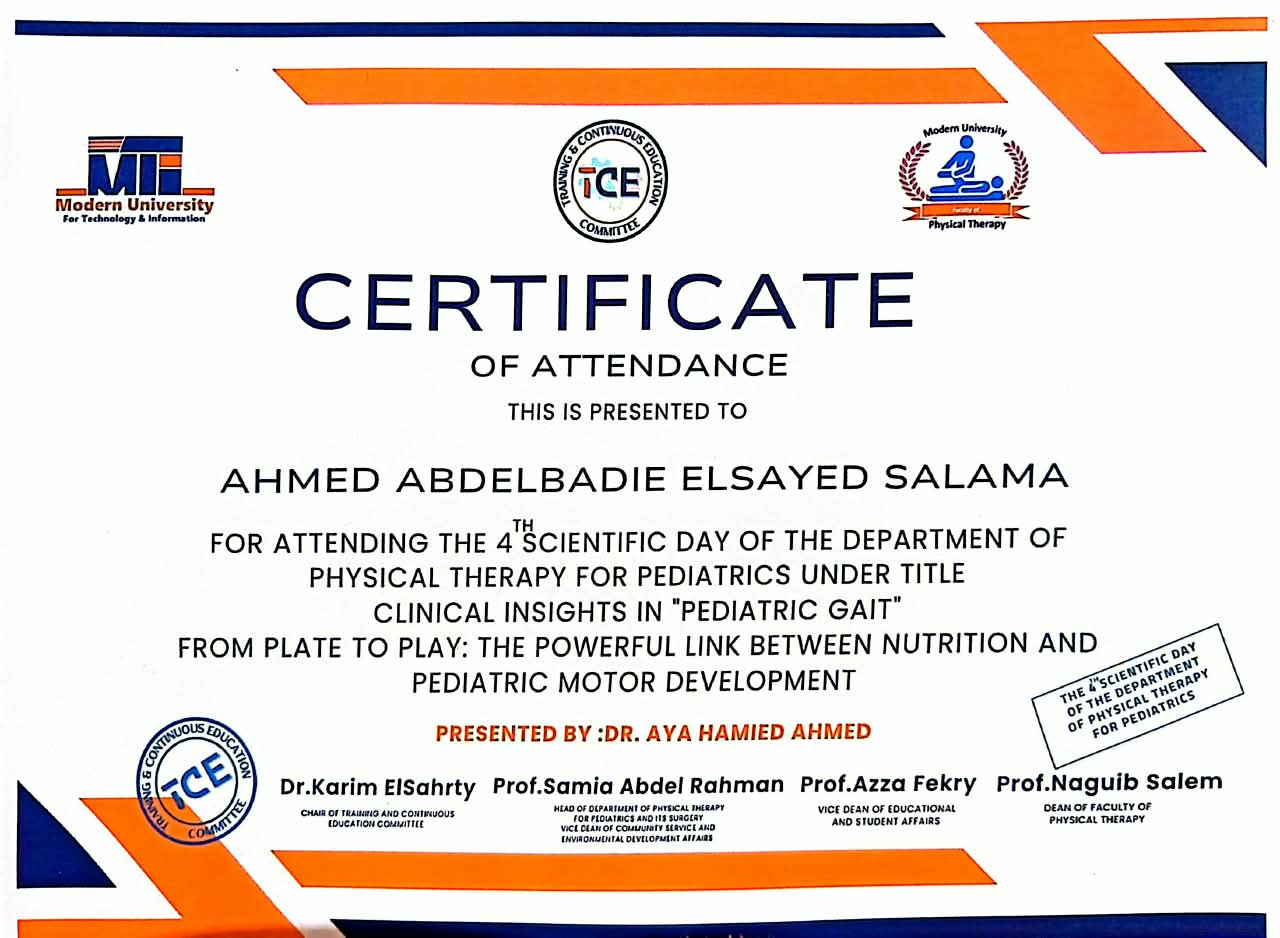 MTI
Modern University
For Technology & Information
TRAINING & CONTINUOUS EDUCATION
TCE
COMMITTEE
Modern University
Faculty of
Physical Therapy
CERTIFICATE
OF ATTENDANCE
THIS IS PRESENTED TO
AHMED ABDELBADIE ELSAYED SALAMA
FOR ATTENDING THE 4TH SCIENTIFIC DAY OF THE DEPARTMENT OF
PHYSICAL THERAPY FOR PEDIATRICS UNDER TITLE
CLINICAL INSIGHTS IN "PEDIATRIC GAIT"
FROM PLATE TO PLAY: THE POWERFUL LINK BETWEEN NUTRITION AND
PEDIATRIC MOTOR DEVELOPMENT
THE 4TH SCIENTIFIC DAY
OF THE DEPARTMENT
OF PHYSICAL THERAPY
FOR PEDIATRICS
PRESENTED BY :DR. AYA HAMIED AHMED
TRAINING & CONTINUOUS EDUCATION
TCE
COMMITTEE
Dr.Karim ElSahrty
CHAIR OF TRAINING AND CONTINUOUS
EDUCATION COMMITTEE
Prof.Samia Abdel Rahman
HEAD OF DEPARTMENT OF PHYSICAL THERAPY
FOR PEDIATRICS AND ITS SURGERY
VICE DEAN OF COMMUNITY SERVICE AND
ENVIRONMENTAL DEVELOPMENT AFFAIRS
Prof.Azza Fekry
VICE DEAN OF EDUCATIONAL
AND STUDENT AFFAIRS
Prof.Naguib Salem
DEAN OF FACULTY OF
PHYSICAL THERAPY